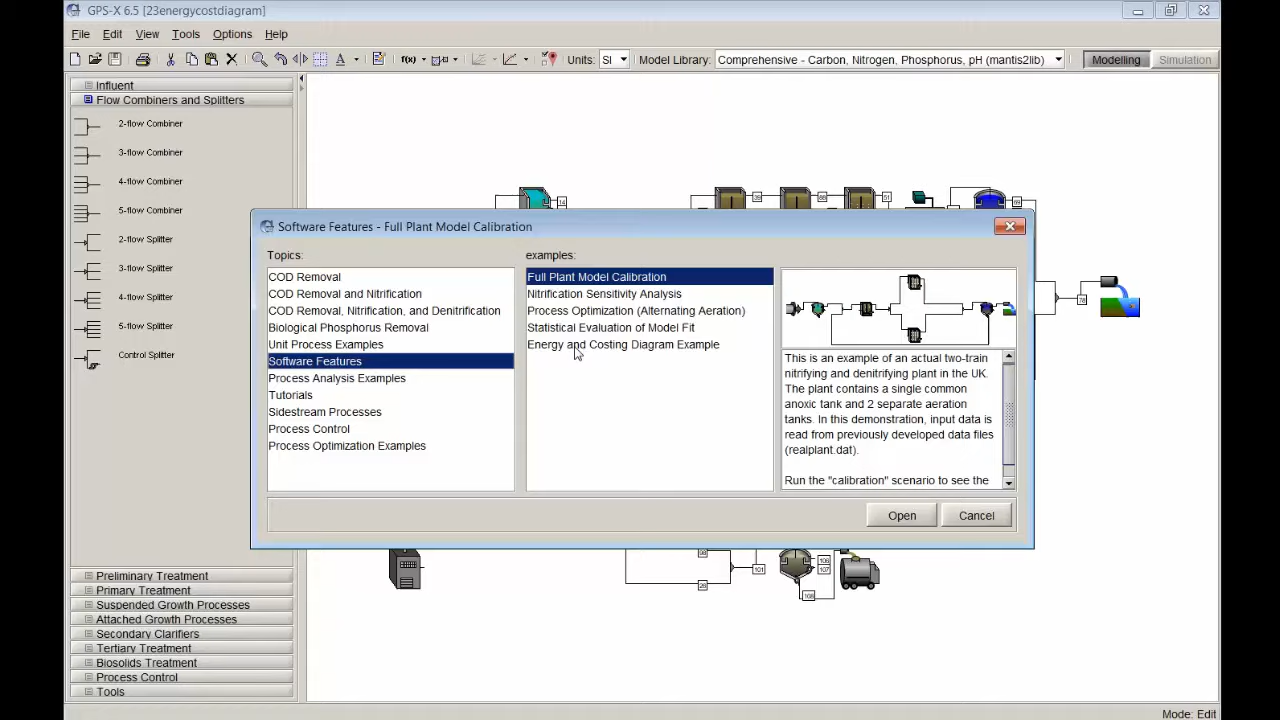 GPS-X 6.5 [23energycostdiagram]
File Edit View Tools Options Help
Units: SI Model Library: Comprehensive - Carbon, Nitrogen, Phosphorus, pH (mantis2lib) Modelling Simulation
Influent
Flow Combiners and Splitters
2-flow Combiner
3-flow Combiner
4-flow Combiner
5-flow Combiner
2-flow Splitter
3-flow Splitter
4-flow Splitter
5-flow Splitter
Control Splitter
Preliminary Treatment
Primary Treatment
Suspended Growth Processes
Attached Growth Processes
Secondary Clarifiers
Tertiary Treatment
Biosolids Treatment
Process Control
Tools
14
51
78
101
Software Features - Full Plant Model Calibration
Topics:
COD Removal
COD Removal and Nitrification
COD Removal, Nitrification, and Denitrification
Biological Phosphorus Removal
Unit Process Examples
Software Features
Process Analysis Examples
Tutorials
Sidestream Processes
Process Control
Process Optimization Examples
examples:
Full Plant Model Calibration
Nitrification Sensitivity Analysis
Process Optimization (Alternating Aeration)
Statistical Evaluation of Model Fit
Energy and Costing Diagram Example
This is an example of an actual two-train
nitrifying and denitrifying plant in the UK.
The plant contains a single common
anoxic tank and 2 separate aeration
tanks. In this demonstration, input data is
read from previously developed data files
(realplant.dat).
Run the "calibration" scenario to see the
Open Cancel
Mode: Edit